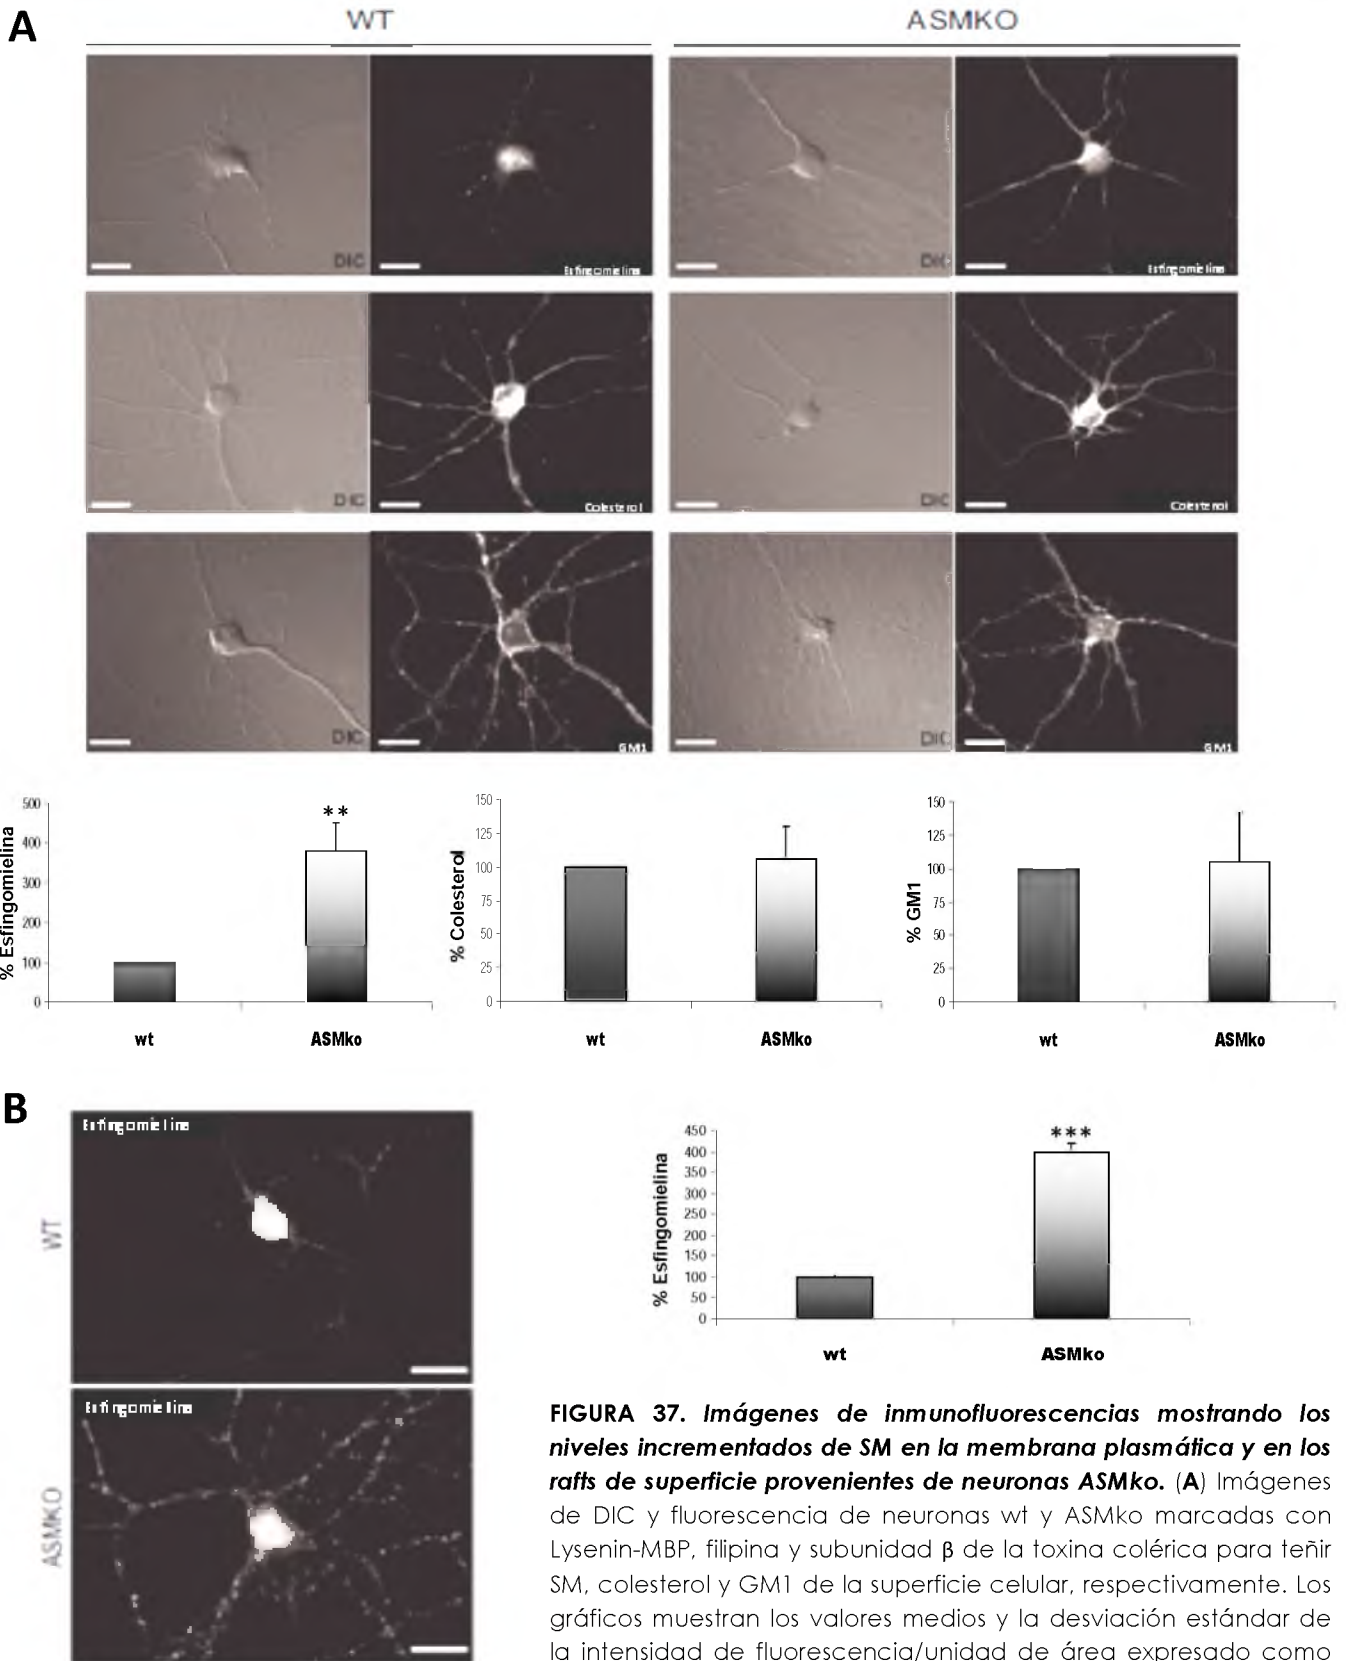 A
WT
ASMKO
DIC
Esfingomielina
DIC
Esfingomielina
DIC
Colesterol
DIC
Colesterol
DIC
GM1
DIC
GM1
% Esfingomielina
500
400
300
200
100
0
wt
ASMko
**
% Colesterol
150
125
100
75
50
25
0
wt
ASMko
% GM1
150
125
100
75
50
25
0
wt
ASMko
B
WT
Esfingomielina
ASMKO
Esfingomielina
% Esfingomielina
450
400
350
300
250
200
150
100
50
0
wt
ASMko
***
FIGURA 37. Imágenes de inmunofluorescencias mostrando los
niveles incrementados de SM en la membrana plasmática y en los
rafts de superficie provenientes de neuronas ASMko. (A) Imágenes
de DIC y fluorescencia de neuronas wt y ASMko marcadas con
Lysenin-MBP, filipina y subunidad β de la toxina colérica para teñir
SM, colesterol y GM1 de la superficie celular, respectivamente. Los
gráficos muestran los valores medios y la desviación estándar de
la intensidad de fluorescencia/unidad de área expresado como